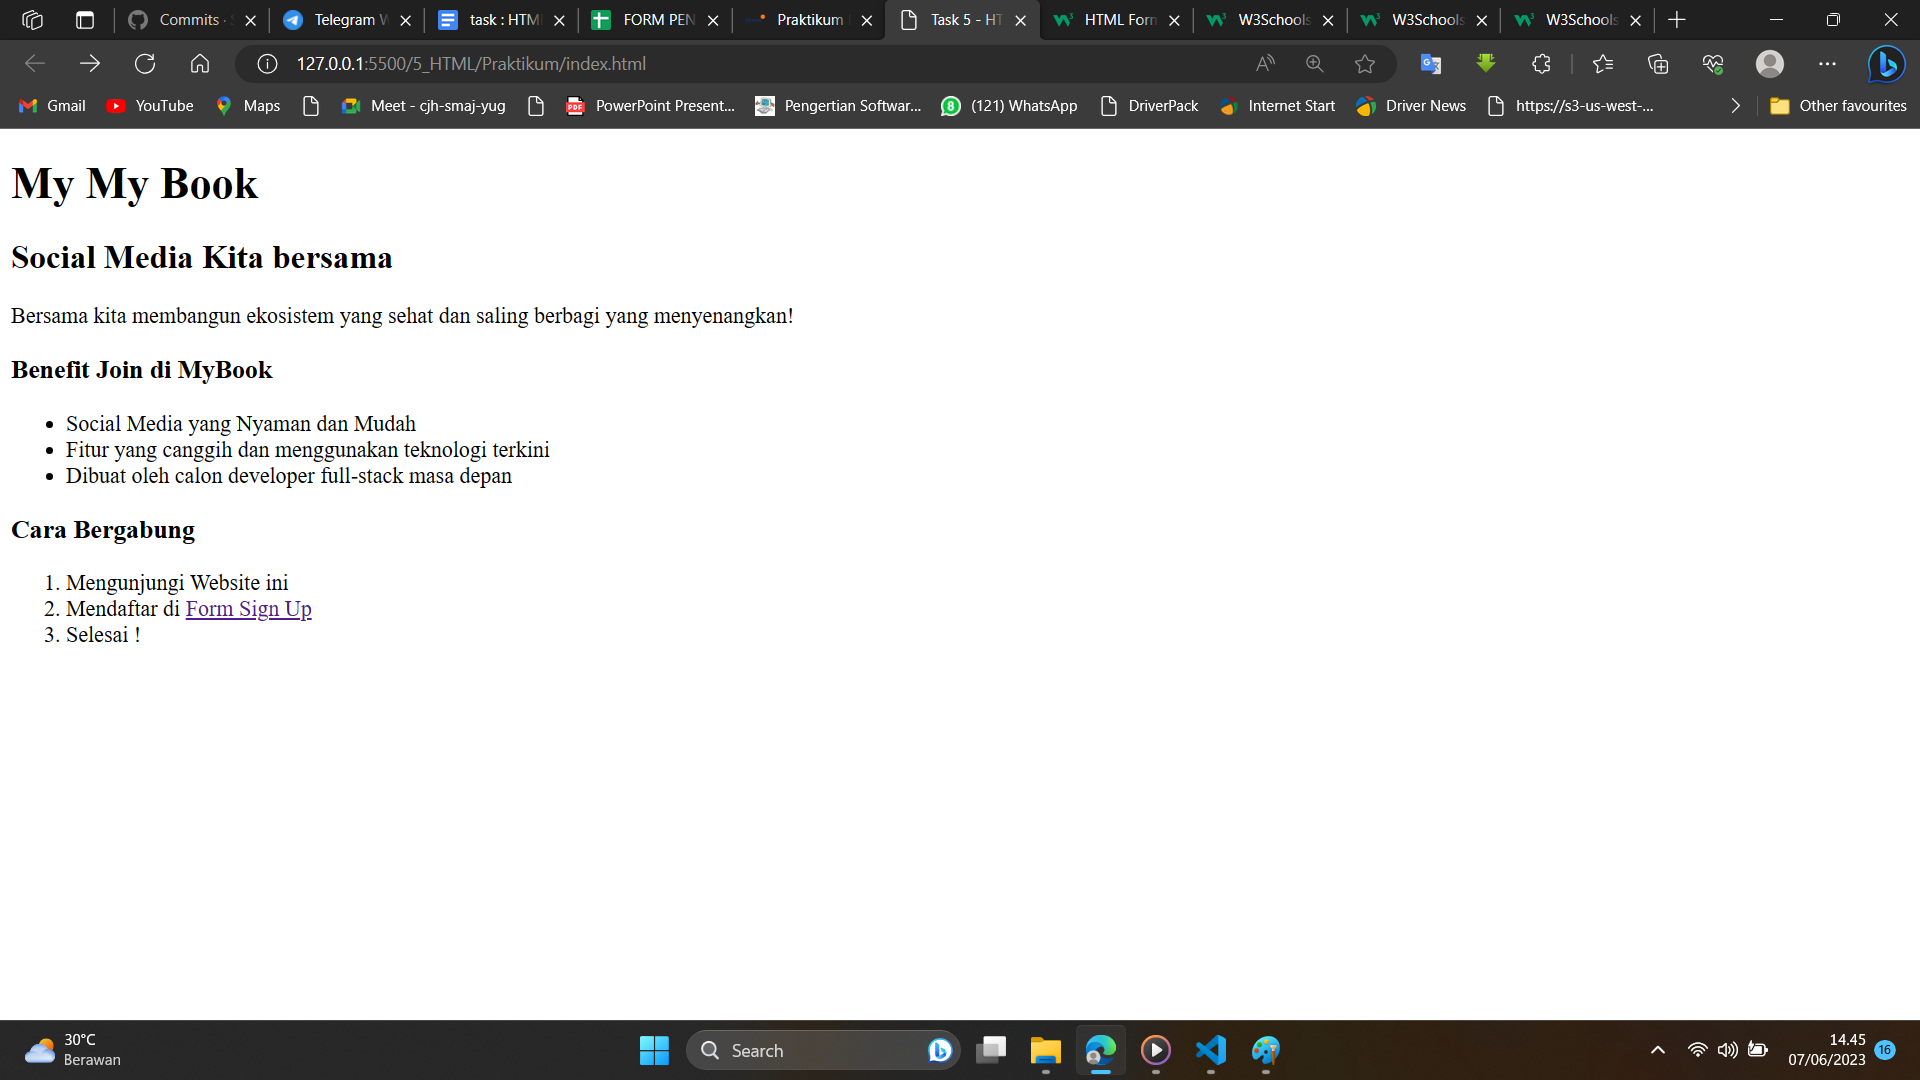 Commits ·
Telegram W
task : HTML
FORM PEN
Praktikum
Task 5 - HT
HTML Form
W3Schools
W3Schools
W3Schools
127.0.0.1:5500/5_HTML/Praktikum/index.html
Gmail
YouTube
Maps
Meet - cjh-smaj-yug
PowerPoint Present...
Pengertian Softwar...
(121) WhatsApp
DriverPack
Internet Start
Driver News
https://s3-us-west-...
Other favourites
My My Book
Social Media Kita bersama
Bersama kita membangun ekosistem yang sehat dan saling berbagi yang menyenangkan!
Benefit Join di MyBook
• Social Media yang Nyaman dan Mudah
• Fitur yang canggih dan menggunakan teknologi terkini
• Dibuat oleh calon developer full-stack masa depan
Cara Bergabung
1. Mengunjungi Website ini
2. Mendaftar di Form Sign Up
3. Selesai !
30°C
Berawan
Search
14.45
07/06/2023
16